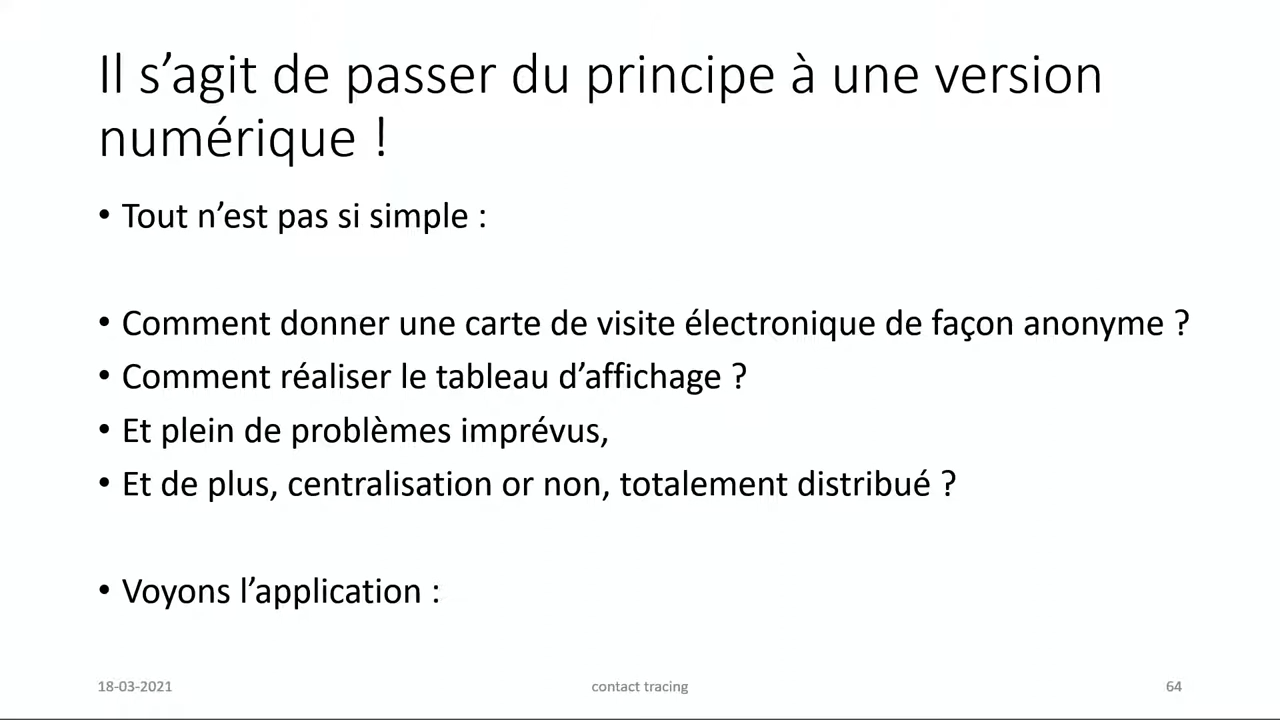 Il s’agit de passer du principe à une version
numérique !
• Tout n’est pas si simple :
• Comment donner une carte de visite électronique de façon anonyme ?
• Comment réaliser le tableau d’affichage ?
• Et plein de problèmes imprévus,
• Et de plus, centralisation or non, totalement distribué ?
• Voyons l’application :
18-03-2021
contact tracing
64